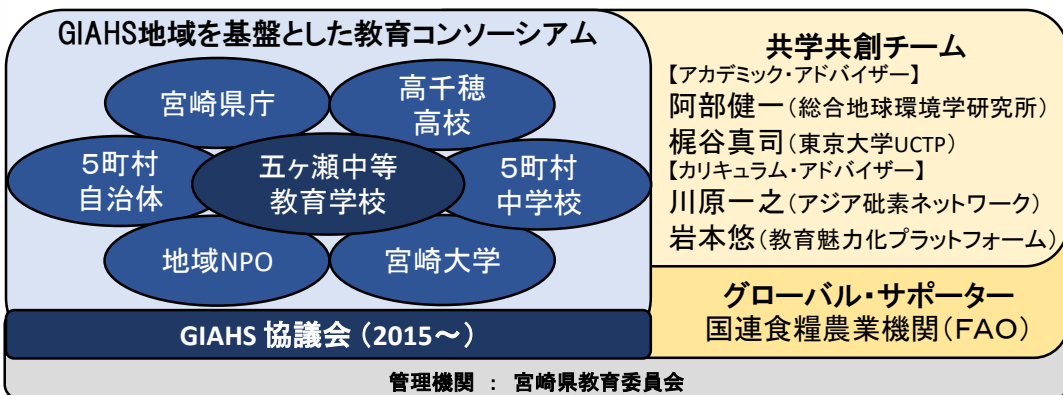 GIAHS地域を基盤とした教育コンソーシアム
宮崎県庁
高千穂
高校
5町村
自治体
五ヶ瀬中等
教育学校
5町村
中学校
地域NPO
宮崎大学
GIAHS 協議会（2015～）
共学共創チーム
【アカデミック・アドバイザー】
阿部健一（総合地球環境学研究所）
梶谷真司（東京大学UCTP）
【カリキュラム・アドバイザー】
川原一之（アジア砒素ネットワーク）
岩本悠（教育魅力化プラットフォーム）
グローバル・サポーター
国連食糧農業機関（FAO）
管理機関 ： 宮崎県教育委員会